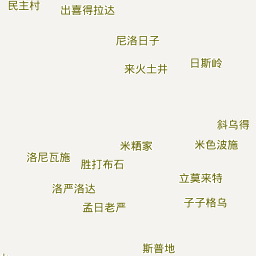 民主村
出喜得拉达
尼洛日子
日斯岭
来火土井
斜乌得
米粞家
米色波施
洛尼瓦施
胜打布石
立莫来特
洛严洛达
子子格乌
孟日老严
斯普地